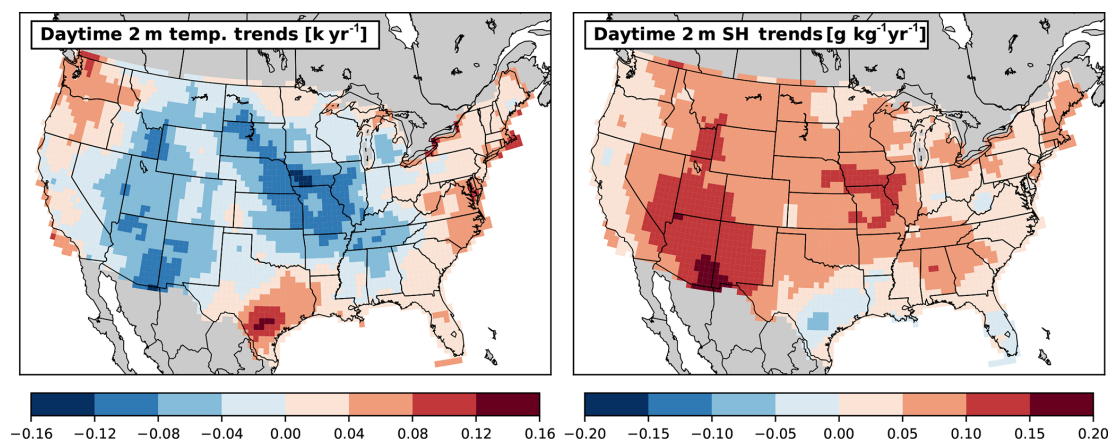 Daytime 2 m temp. trends [k yr⁻¹]
Daytime 2 m SH trends [g kg⁻¹yr⁻¹]
−0.16 −0.12 −0.08 −0.04 0.00 0.04 0.08 0.12 0.16
−0.20 −0.15 −0.10 −0.05 0.00 0.05 0.10 0.15 0.20